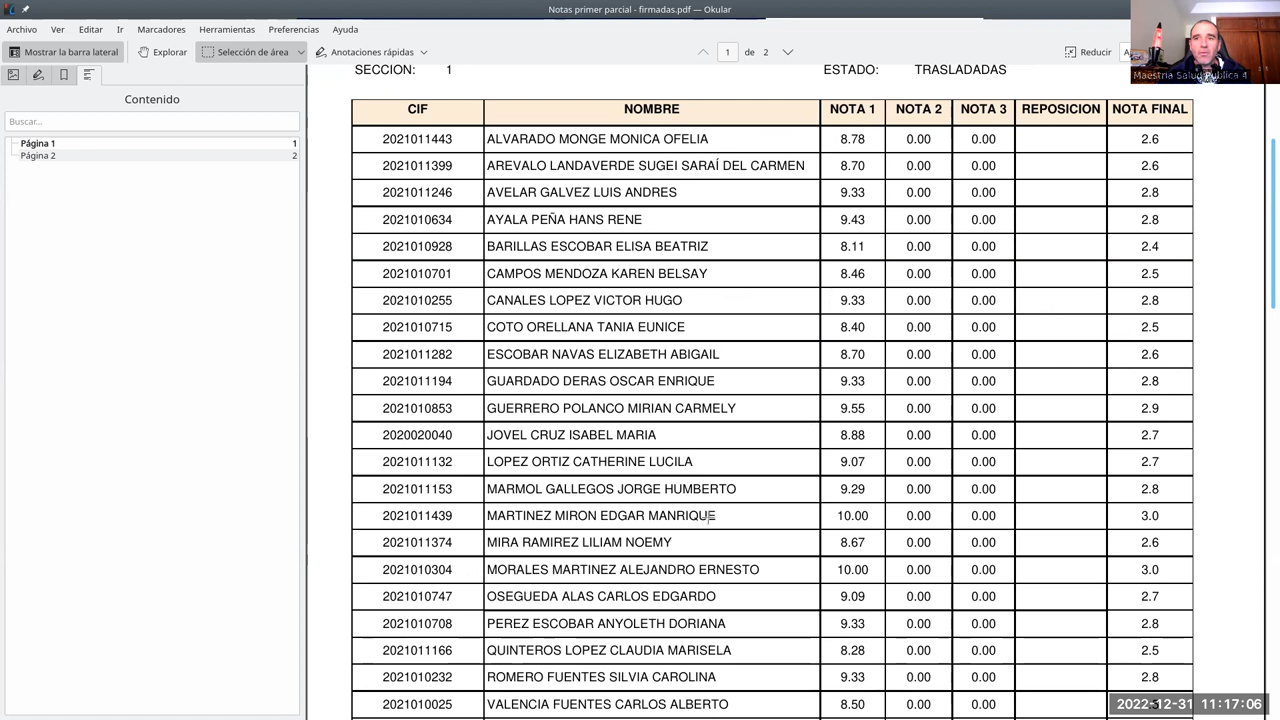 Notas primer parcial - firmadas.pdf — Okular
Archivo Ver Editar Ir Marcadores Herramientas Preferencias Ayuda
Mostrar la barra lateral Explorar Selección de área Anotaciones rápidas 1 de 2 Reducir
Maestria Salud Publica 4
Contenido
Buscar...
Página 1 1
Página 2 2
SECCION: 1 ESTADO: TRASLADADAS
CIF NOMBRE NOTA 1 NOTA 2 NOTA 3 REPOSICION NOTA FINAL
2021011443 ALVARADO MONGE MONICA OFELIA 8.78 0.00 0.00 2.6
2021011399 AREVALO LANDAVERDE SUGEI SARAÍ DEL CARMEN 8.70 0.00 0.00 2.6
2021011246 AVELAR GALVEZ LUIS ANDRES 9.33 0.00 0.00 2.8
2021010634 AYALA PEÑA HANS RENE 9.43 0.00 0.00 2.8
2021010928 BARILLAS ESCOBAR ELISA BEATRIZ 8.11 0.00 0.00 2.4
2021010701 CAMPOS MENDOZA KAREN BELSAY 8.46 0.00 0.00 2.5
2021010255 CANALES LOPEZ VICTOR HUGO 9.33 0.00 0.00 2.8
2021010715 COTO ORELLANA TANIA EUNICE 8.40 0.00 0.00 2.5
2021011282 ESCOBAR NAVAS ELIZABETH ABIGAIL 8.70 0.00 0.00 2.6
2021011194 GUARDADO DERAS OSCAR ENRIQUE 9.33 0.00 0.00 2.8
2021010853 GUERRERO POLANCO MIRIAN CARMELY 9.55 0.00 0.00 2.9
2020020040 JOVEL CRUZ ISABEL MARIA 8.88 0.00 0.00 2.7
2021011132 LOPEZ ORTIZ CATHERINE LUCILA 9.07 0.00 0.00 2.7
2021011153 MARMOL GALLEGOS JORGE HUMBERTO 9.29 0.00 0.00 2.8
2021011439 MARTINEZ MIRON EDGAR MANRIQUE 10.00 0.00 0.00 3.0
2021011374 MIRA RAMIREZ LILIAM NOEMY 8.67 0.00 0.00 2.6
2021010304 MORALES MARTINEZ ALEJANDRO ERNESTO 10.00 0.00 0.00 3.0
2021010747 OSEGUEDA ALAS CARLOS EDGARDO 9.09 0.00 0.00 2.7
2021010708 PEREZ ESCOBAR ANYOLETH DORIANA 9.33 0.00 0.00 2.8
2021011166 QUINTEROS LOPEZ CLAUDIA MARISELA 8.28 0.00 0.00 2.5
2021010232 ROMERO FUENTES SILVIA CAROLINA 9.33 0.00 0.00 2.8
2021010025 VALENCIA FUENTES CARLOS ALBERTO 8.50 0.00 0.00
2022-12-31 11:17:06